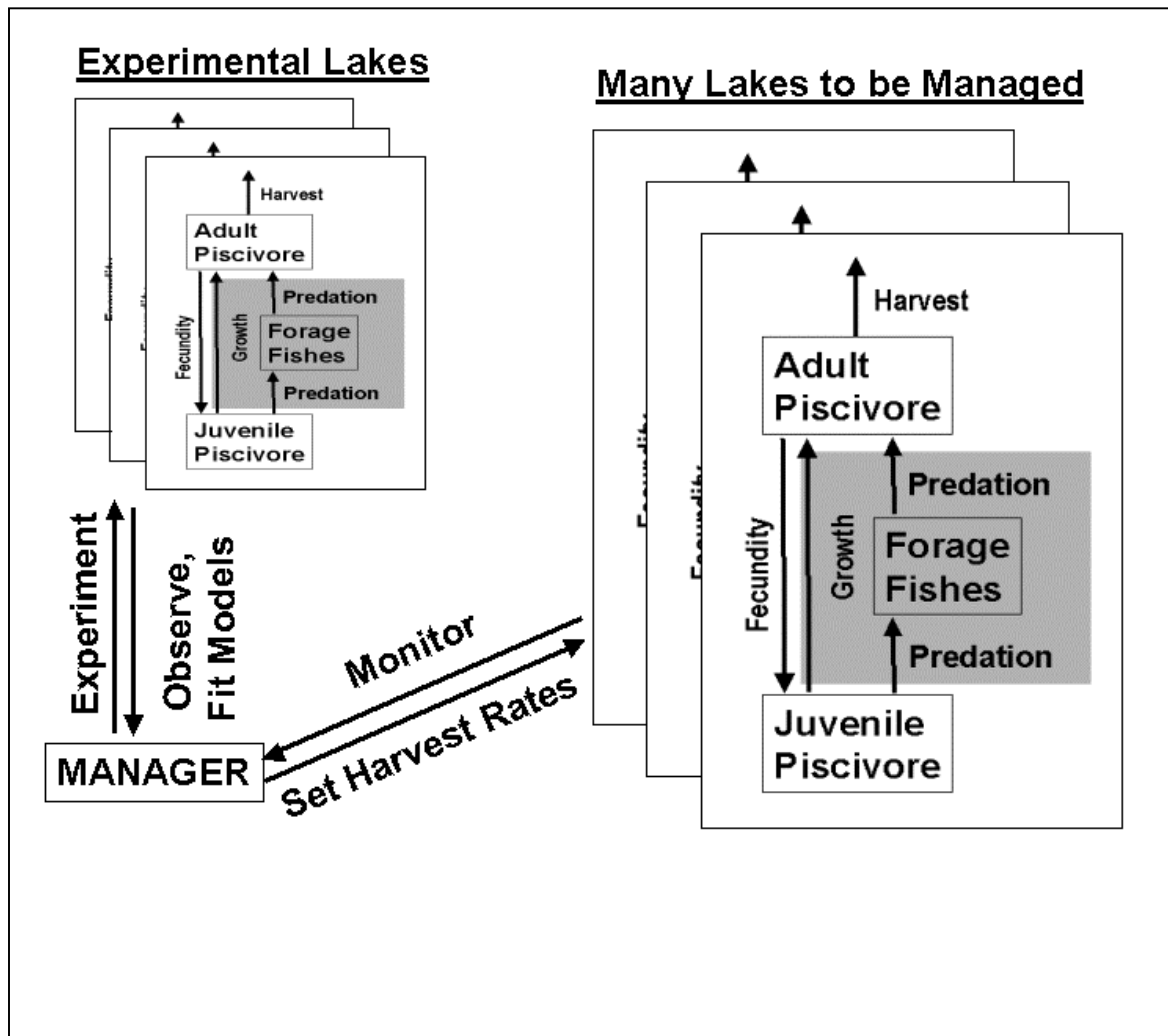 Experimental Lakes
Harvest
Adult
Piscivore
Predation
Fecundity
Growth
Forage
Fishes
Predation
Juvenile
Piscivore
Experiment
Observe,
Fit Models
MANAGER
Monitor
Set Harvest Rates
Many Lakes to be Managed
Harvest
Adult
Piscivore
Predation
Fecundity
Growth
Forage
Fishes
Predation
Juvenile
Piscivore